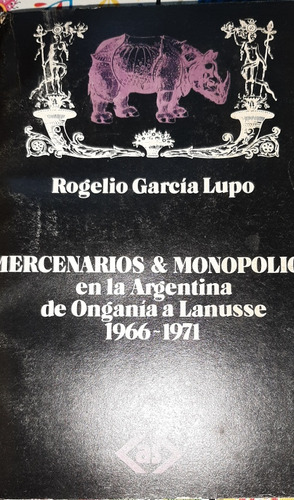 Rogelio García Lupo
MERCENARIOS & MONOPOLIO
en la Argentina
de Onganía a Lanusse
1966-1971